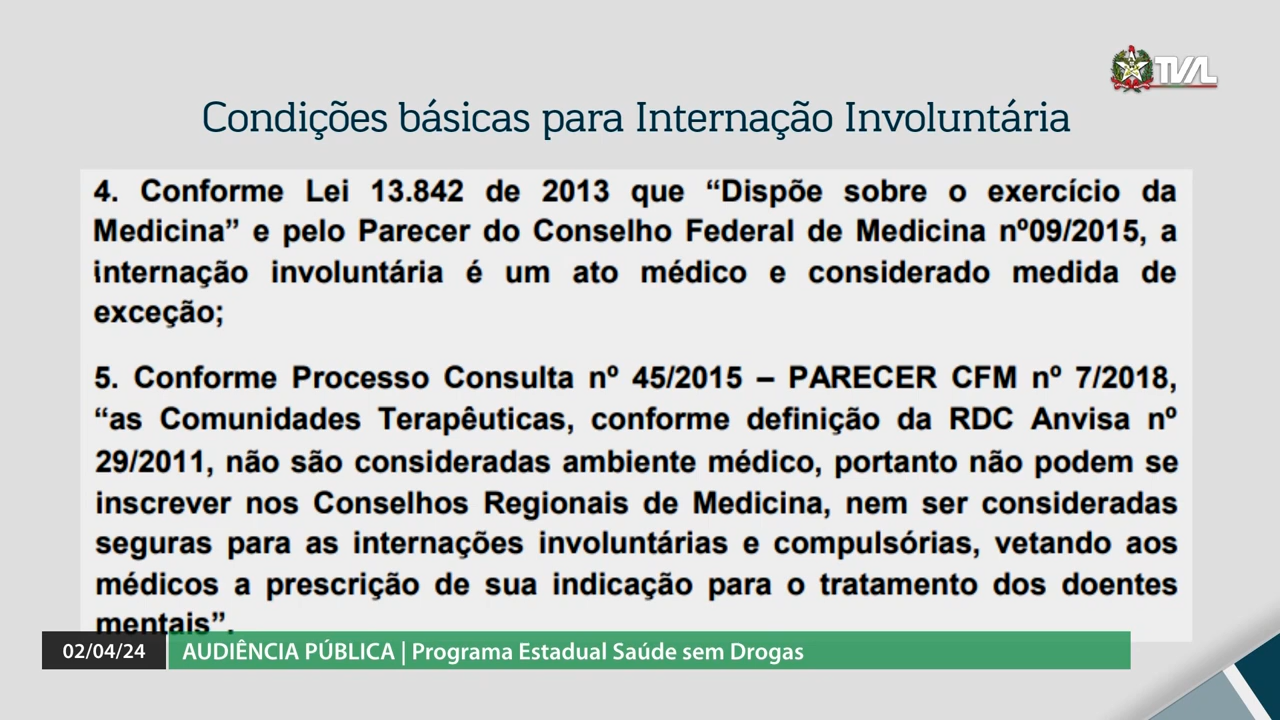 TVAL
Condições básicas para Internação Involuntária
4. Conforme Lei 13.842 de 2013 que “Dispõe sobre o exercício da
Medicina” e pelo Parecer do Conselho Federal de Medicina nº09/2015, a
internação involuntária é um ato médico e considerado medida de
exceção;
5. Conforme Processo Consulta nº 45/2015 – PARECER CFM nº 7/2018,
“as Comunidades Terapêuticas, conforme definição da RDC Anvisa nº
29/2011, não são consideradas ambiente médico, portanto não podem se
inscrever nos Conselhos Regionais de Medicina, nem ser consideradas
seguras para as internações involuntárias e compulsórias, vetando aos
médicos a prescrição de sua indicação para o tratamento dos doentes
mentais”.
02/04/24 AUDIÊNCIA PÚBLICA | Programa Estadual Saúde sem Drogas